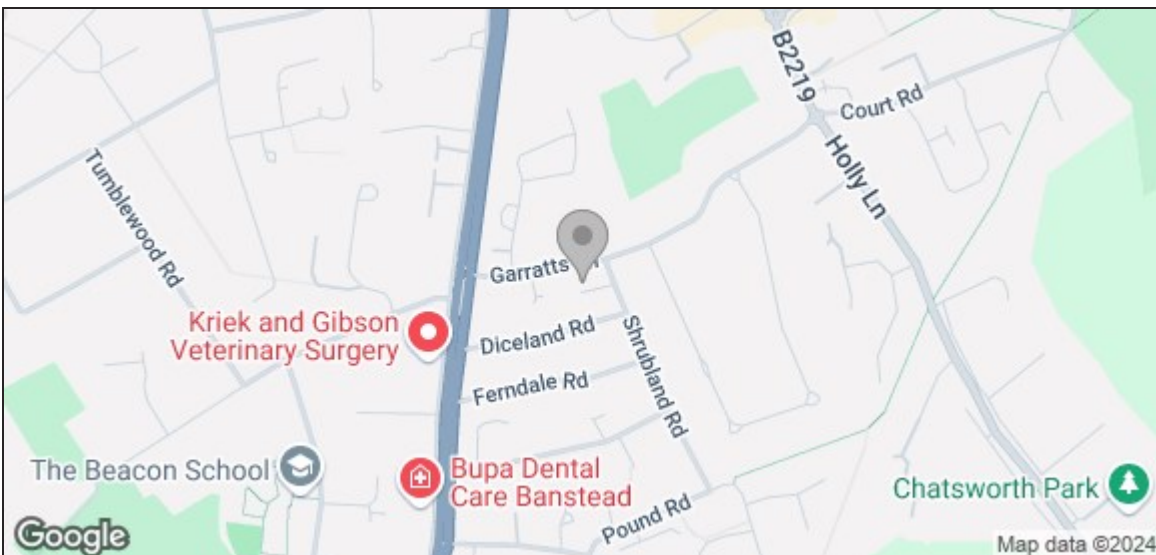 B2219
Court Rd
Holly Ln
Tumblewood Rd
Garratts Ln
Kriek and Gibson
Veterinary Surgery
Diceland Rd
Shrubland Rd
Ferndale Rd
The Beacon School
Bupa Dental
Care Banstead
Chatsworth Park
Pound Rd
Google
Map data ©2024